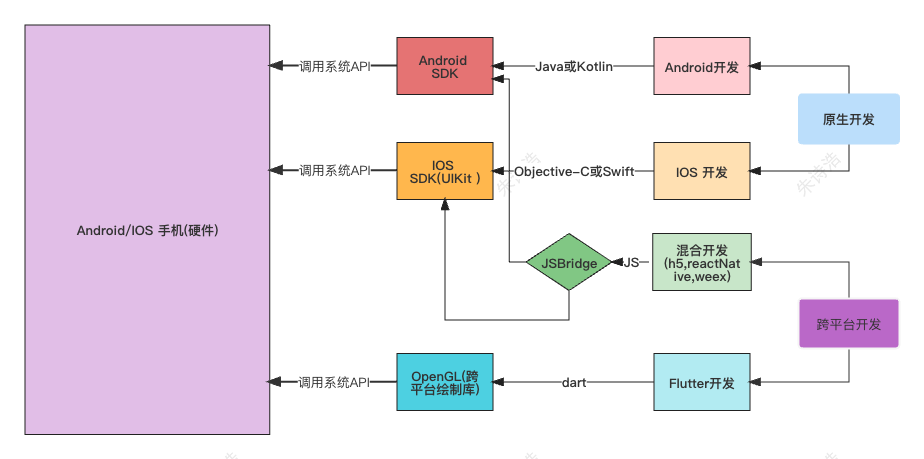 Android/IOS 手机(硬件)
调用系统API
Android
SDK
Java或Kotlin
Android开发
原生开发
调用系统API
IOS
SDK(UIKit )
Objective-C或Swift
IOS 开发
朱诗浩
朱诗浩
JSBridge
JS
混合开发
(h5,reactNat
ive,weex)
跨平台开发
调用系统API
OpenGL(跨
平台绘制库)
dart
Flutter开发